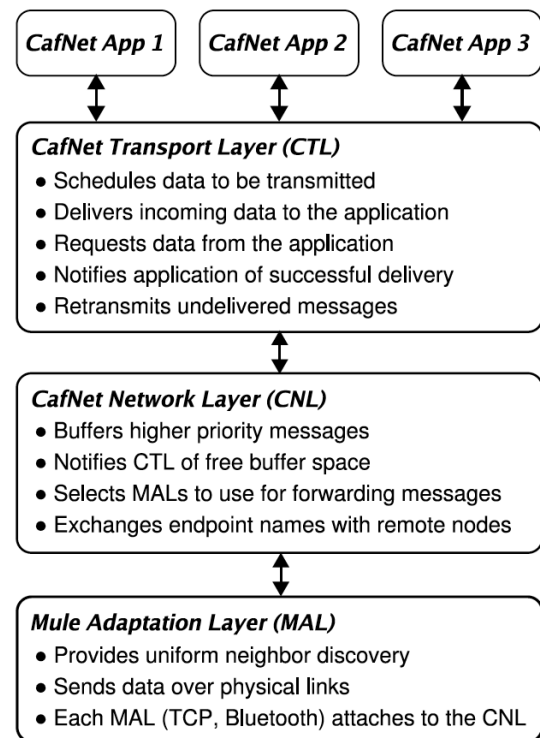 CafNet App 1 CafNet App 2 CafNet App 3
CafNet Transport Layer (CTL)
● Schedules data to be transmitted
● Delivers incoming data to the application
● Requests data from the application
● Notifies application of successful delivery
● Retransmits undelivered messages
CafNet Network Layer (CNL)
● Buffers higher priority messages
● Notifies CTL of free buffer space
● Selects MALs to use for forwarding messages
● Exchanges endpoint names with remote nodes
Mule Adaptation Layer (MAL)
● Provides uniform neighbor discovery
● Sends data over physical links
● Each MAL (TCP, Bluetooth) attaches to the CNL